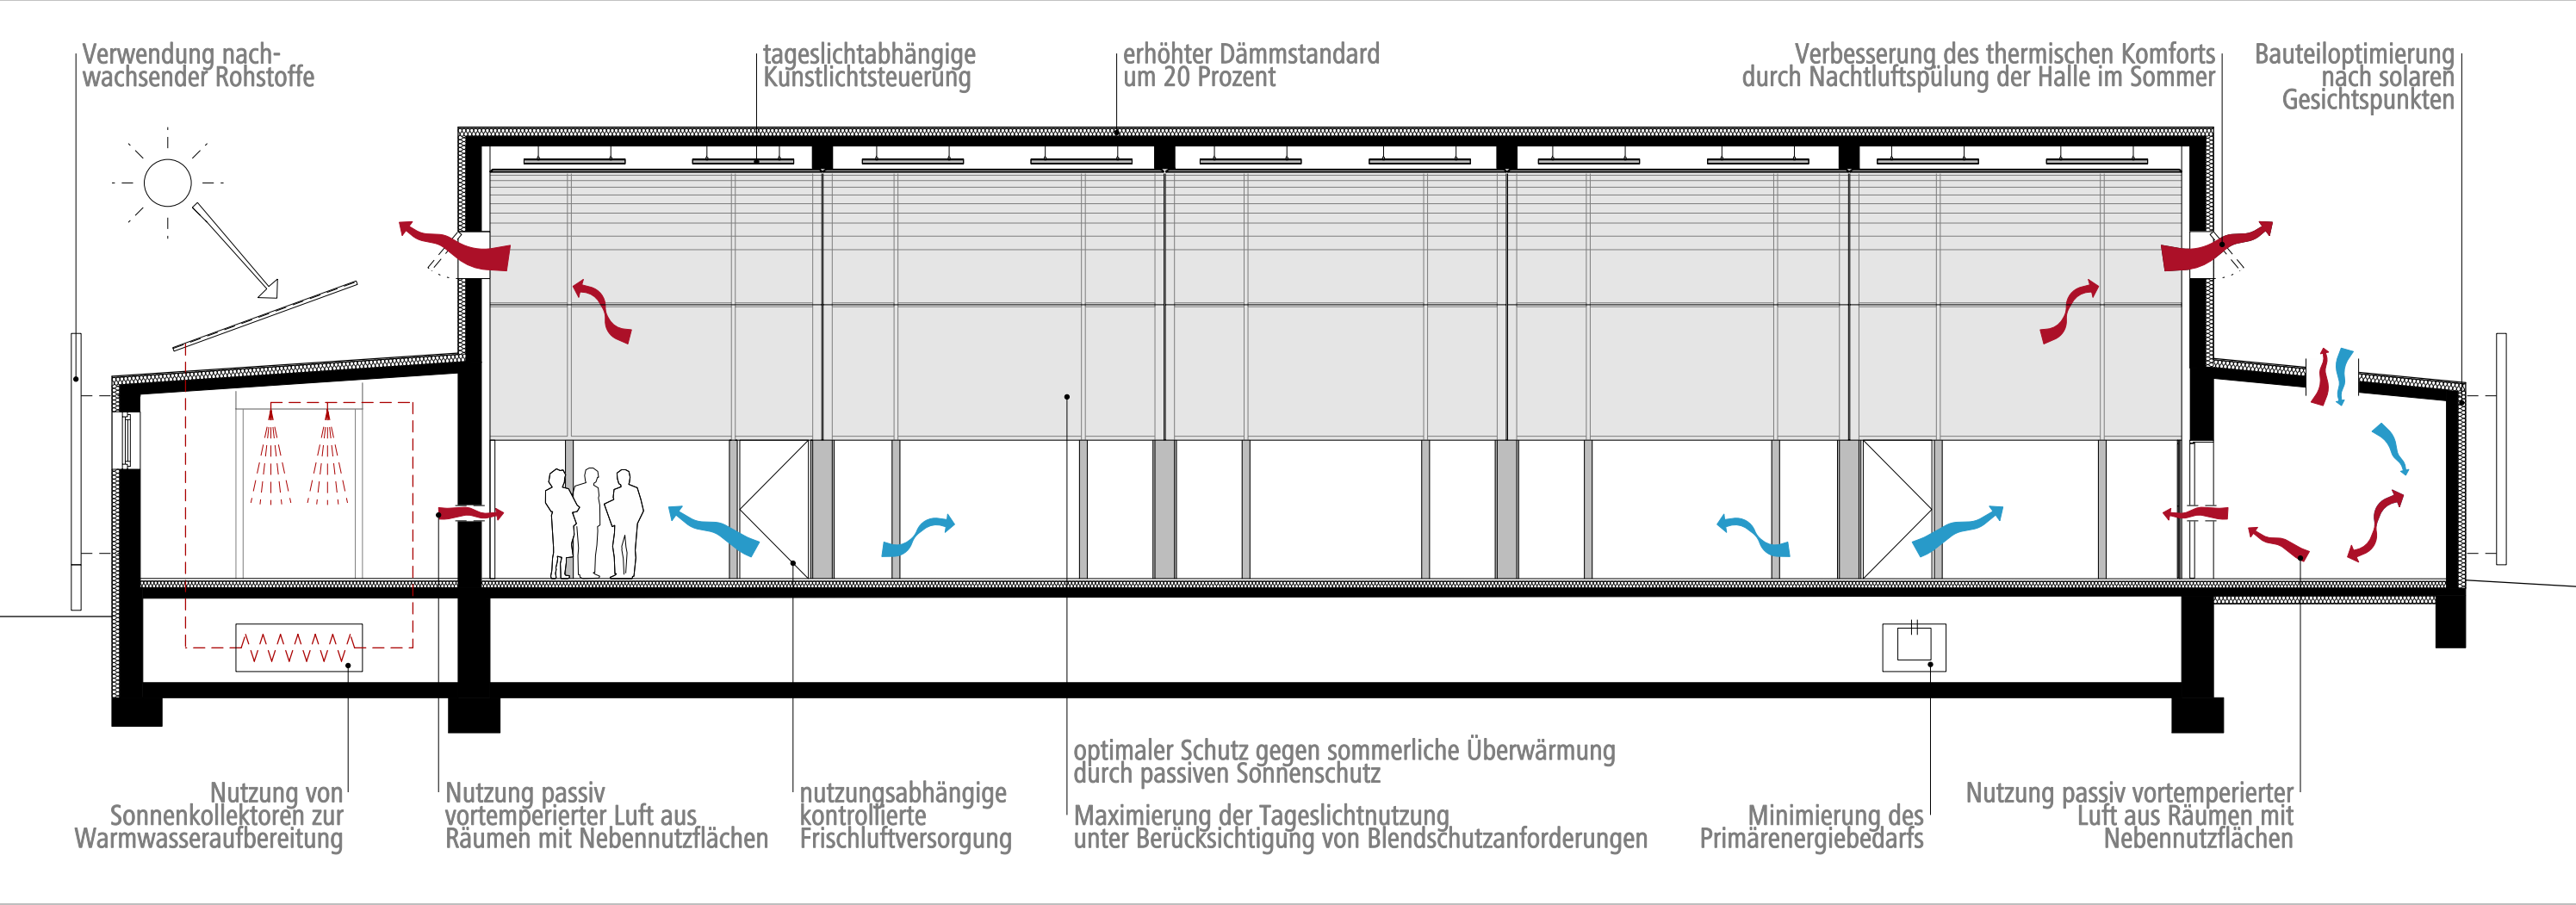 Verwendung nach-
wachsender Rohstoffe
tageslichtabhängige
Kunstlichtsteuerung
erhöhter Dämmstandard
um 20 Prozent
Verbesserung des thermischen Komforts
durch Nachtluftspülung der Halle im Sommer
Bauteiloptimierung
nach solaren
Gesichtspunkten
Nutzung von
Sonnenkollektoren zur
Warmwasseraufbereitung
Nutzung passiv
vortemperierter Luft aus
Räumen mit Nebennutzflächen
nutzungsabhängige
kontrollierte
Frischluftversorgung
optimaler Schutz gegen sommerliche Überwärmung
durch passiven Sonnenschutz
Maximierung der Tageslichtnutzung
unter Berücksichtigung von Blendschutzanforderungen
Minimierung des
Primärenergiebedarfs
Nutzung passiv vortemperierter
Luft aus Räumen mit
Nebennutzflächen